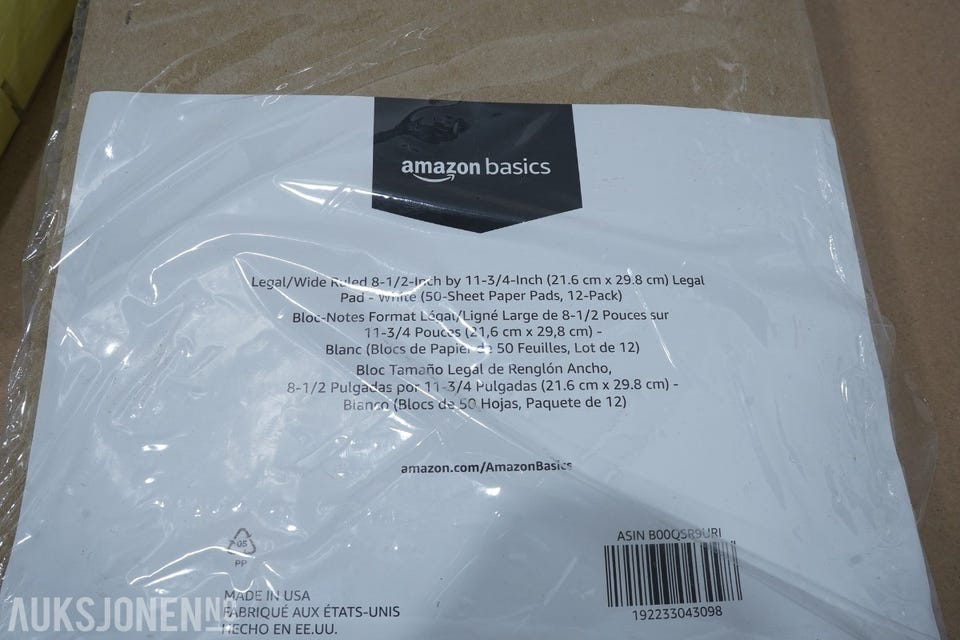 amazon basics
Legal/Wide Ruled 8-1/2-Inch by 11-3/4-Inch (21.6 cm x 29.8 cm) Legal
Pad - White (50-Sheet Paper Pads, 12-Pack)
Bloc-Notes Format Légal/Ligné Large de 8-1/2 Pouces sur
11-3/4 Pouces (21,6 cm x 29,8 cm) -
Blanc (Blocs de Papier de 50 Feuilles, Lot de 12)
Bloc Tamaño Legal de Renglón Ancho,
8-1/2 Pulgadas por 11-3/4 Pulgadas (21.6 cm x 29.8 cm) -
Blanco (Blocs de 50 Hojas, Paquete de 12)
amazon.com/AmazonBasics
05
PP
ASIN B00QSR9URI
192233043098
MADE IN USA
FABRIQUÉ AUX ÉTATS-UNIS
HECHO EN EE.UU.
AUKSJONEN.NO